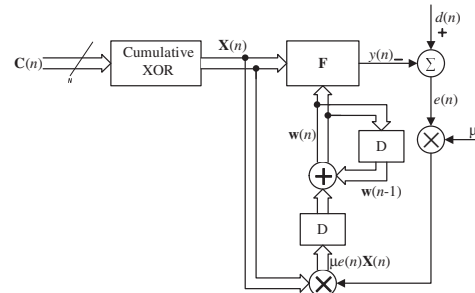 d(n)
+
X(n)
C(n)
N
Cumulative
XOR
F
y(n) −
Σ
e(n)
μ
w(n)
D
w(n-1)
D
μe(n)X(n)